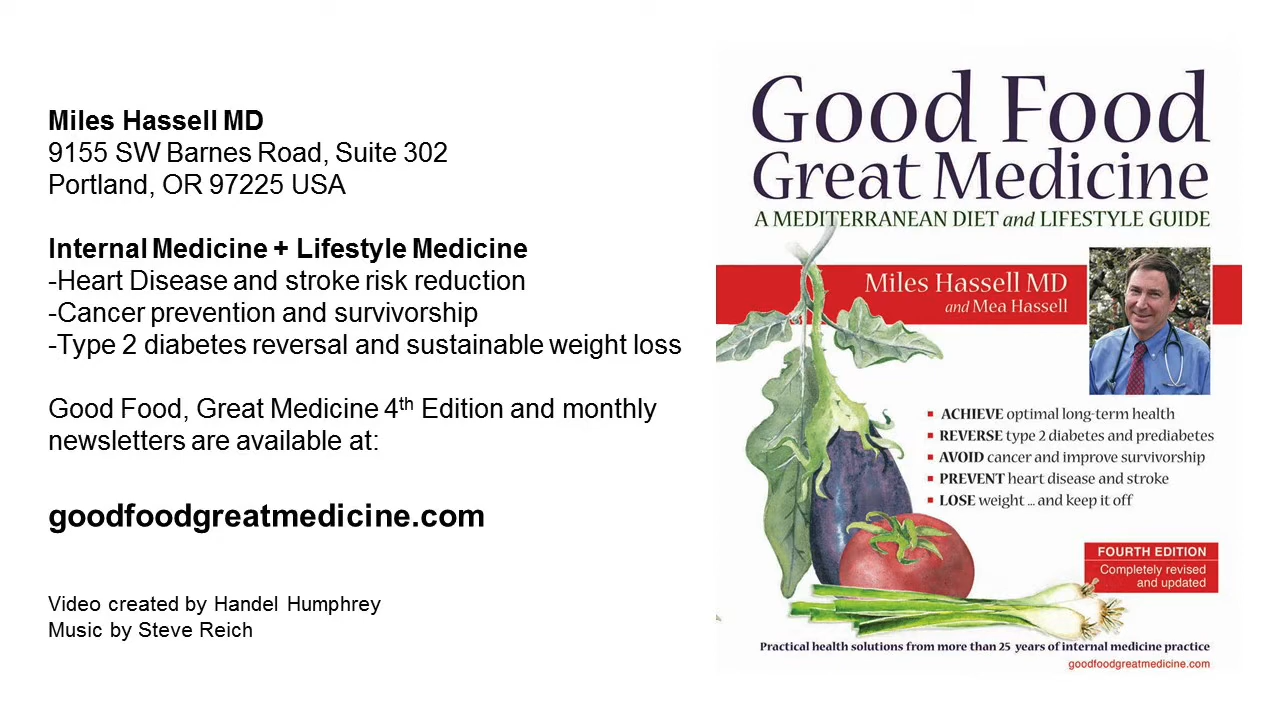 Miles Hassell MD
9155 SW Barnes Road, Suite 302
Portland, OR 97225 USA
Internal Medicine + Lifestyle Medicine
-Heart Disease and stroke risk reduction
-Cancer prevention and survivorship
-Type 2 diabetes reversal and sustainable weight loss
Good Food, Great Medicine 4th Edition and monthly
newsletters are available at:
goodfoodgreatmedicine.com
Video created by Handel Humphrey
Music by Steve Reich
Good Food
Great Medicine
A MEDITERRANEAN DIET and LIFESTYLE GUIDE
Miles Hassell MD
and Mea Hassell
▪ ACHIEVE optimal long-term health
▪ REVERSE type 2 diabetes and prediabetes
▪ AVOID cancer and improve survivorship
▪ PREVENT heart disease and stroke
▪ LOSE weight ... and keep it off
FOURTH EDITION
Completely revised
and updated
Practical health solutions from more than 25 years of internal medicine practice
goodfoodgreatmedicine.com